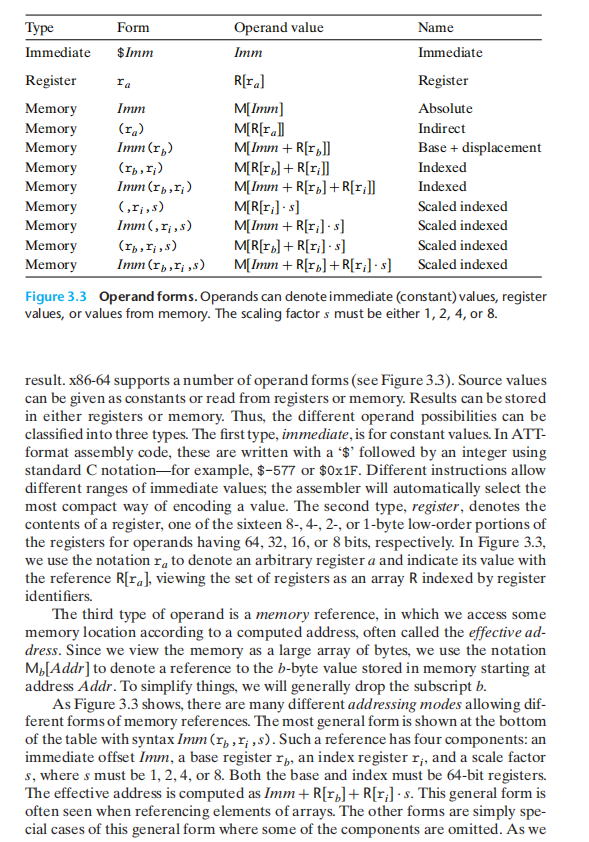 Type Form Operand value Name
Immediate $Imm Imm Immediate
Register rₐ R[rₐ] Register
Memory Imm M[Imm] Absolute
Memory (rₐ) M[R[rₐ]] Indirect
Memory Imm(r_b) M[Imm + R[r_b]] Base + displacement
Memory (r_b,rᵢ) M[R[r_b] + R[rᵢ]] Indexed
Memory Imm(r_b,rᵢ) M[Imm + R[r_b] + R[rᵢ]] Indexed
Memory (,rᵢ,s) M[R[rᵢ] · s] Scaled indexed
Memory Imm(,rᵢ,s) M[Imm + R[rᵢ] · s] Scaled indexed
Memory (r_b,rᵢ,s) M[R[r_b] + R[rᵢ] · s] Scaled indexed
Memory Imm(r_b,rᵢ,s) M[Imm + R[r_b] + R[rᵢ] · s] Scaled indexed
Figure 3.3 Operand forms. Operands can denote immediate (constant) values, register
values, or values from memory. The scaling factor s must be either 1, 2, 4, or 8.
result. x86-64 supports a number of operand forms (see Figure 3.3). Source values
can be given as constants or read from registers or memory. Results can be stored
in either registers or memory. Thus, the different operand possibilities can be
classified into three types. The first type, immediate, is for constant values. In ATT-
format assembly code, these are written with a ‘$’ followed by an integer using
standard C notation—for example, $-577 or $0x1F. Different instructions allow
different ranges of immediate values; the assembler will automatically select the
most compact way of encoding a value. The second type, register, denotes the
contents of a register, one of the sixteen 8-, 4-, 2-, or 1-byte low-order portions of
the registers for operands having 64, 32, 16, or 8 bits, respectively. In Figure 3.3,
we use the notation rₐ to denote an arbitrary register a and indicate its value with
the reference R[rₐ], viewing the set of registers as an array R indexed by register
identifiers.
The third type of operand is a memory reference, in which we access some
memory location according to a computed address, often called the effective ad-
dress. Since we view the memory as a large array of bytes, we use the notation
M_b[Addr] to denote a reference to the b-byte value stored in memory starting at
address Addr. To simplify things, we will generally drop the subscript b.
As Figure 3.3 shows, there are many different addressing modes allowing dif-
ferent forms of memory references. The most general form is shown at the bottom
of the table with syntax Imm(r_b,rᵢ,s). Such a reference has four components: an
immediate offset Imm, a base register r_b, an index register rᵢ, and a scale factor
s, where s must be 1, 2, 4, or 8. Both the base and index must be 64-bit registers.
The effective address is computed as Imm + R[r_b] + R[rᵢ] · s. This general form is
often seen when referencing elements of arrays. The other forms are simply spe-
cial cases of this general form where some of the components are omitted. As we